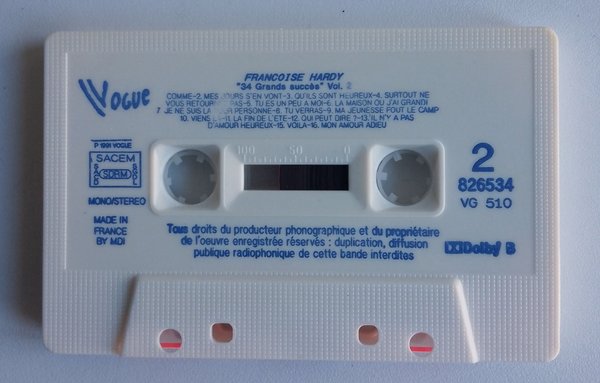 Vogue
FRANCOISE HARDY
"34 Grands succès" Vol. 2
COMME-2. MES JOURS S'EN VONT-3. QU'ILS SONT HEUREUX-4. SURTOUT NE
VOUS RETOUR PAS-5. TU ES UN PEU A MOI-6. LA MAISON OU J'AI GRANDI
7. JE NE SUIS LA POUR PERSONNE-8. TU VERRAS-9. MA JEUNESSE FOUT LE CAMP
10. VIENS -11. LA FIN DE L'ETE-12. QUI PEUT DIRE ?-13. IL N'Y A PAS
D'AMOUR HEUREUX-15. VOILA-16. MON AMOUR ADIEU
P 1991 VOGUE
SACEM
SACD SDRM SGDL
MONO/STEREO
MADE IN
FRANCE
BY MDI
100 50 0
2
826534
VG 510
Tous droits du producteur phonographique et du propriétaire
de l'oeuvre enregistrée réservés : duplication, diffusion
publique radiophonique de cette bande interdites
Dolby B